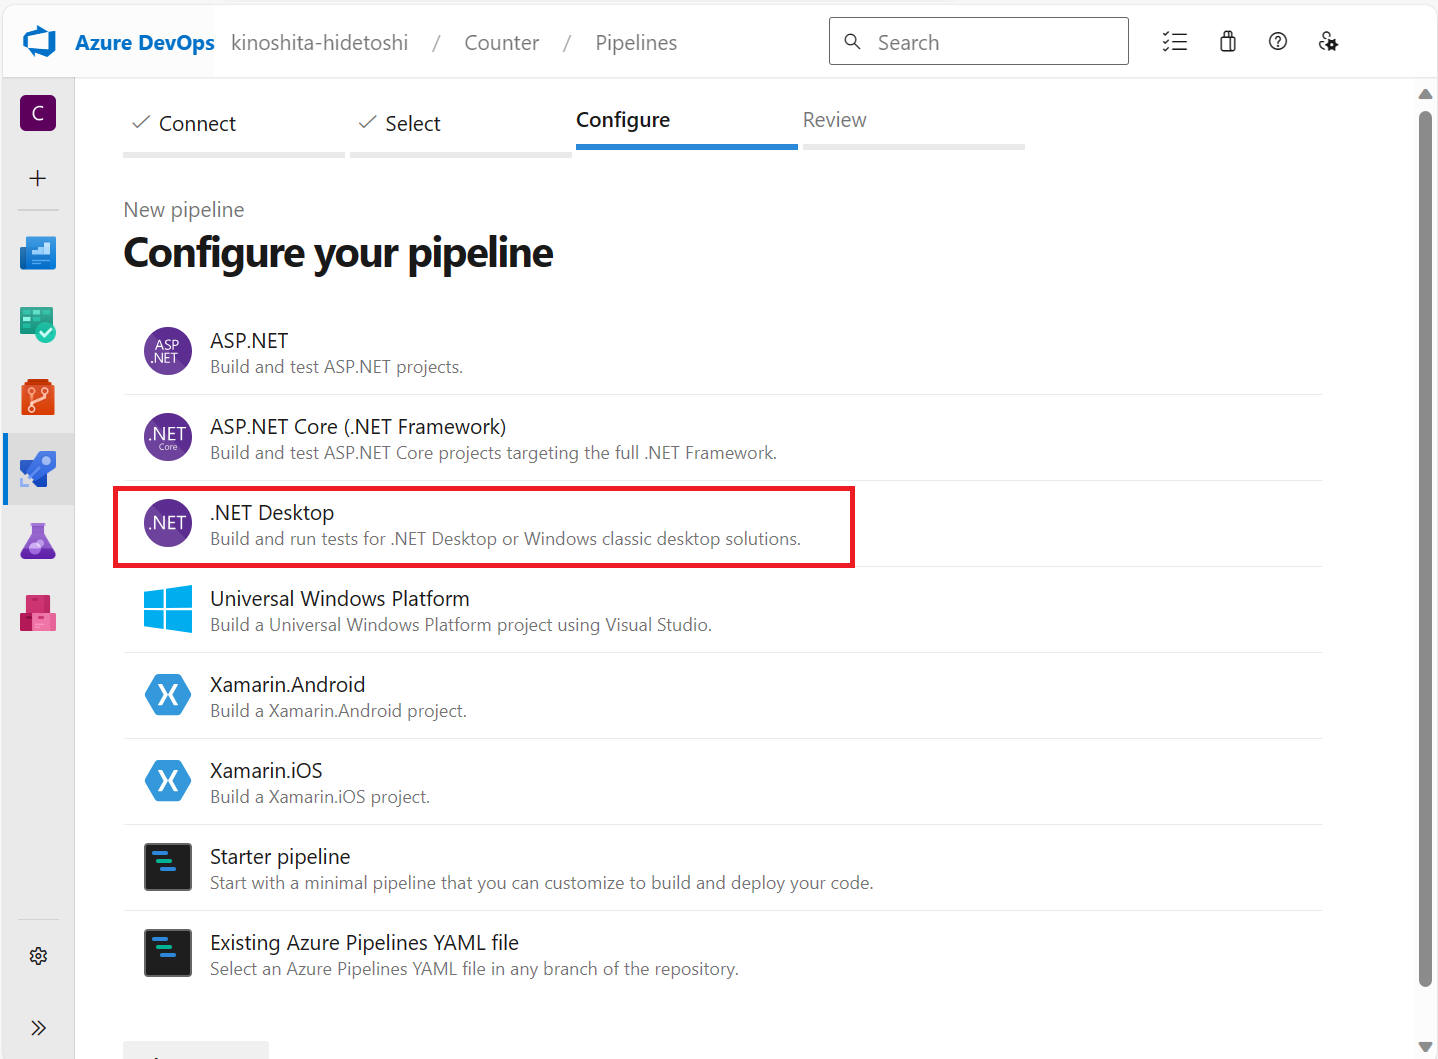 Azure DevOps kinoshita-hidetoshi / Counter / Pipelines Search
C
Connect Select Configure Review
New pipeline
Configure your pipeline
ASP .NET
ASP.NET
Build and test ASP.NET projects.
.NET Core
ASP.NET Core (.NET Framework)
Build and test ASP.NET Core projects targeting the full .NET Framework.
.NET
.NET Desktop
Build and run tests for .NET Desktop or Windows classic desktop solutions.
Universal Windows Platform
Build a Universal Windows Platform project using Visual Studio.
Xamarin.Android
Build a Xamarin.Android project.
Xamarin.iOS
Build a Xamarin.iOS project.
Starter pipeline
Start with a minimal pipeline that you can customize to build and deploy your code.
Existing Azure Pipelines YAML file
Select an Azure Pipelines YAML file in any branch of the repository.